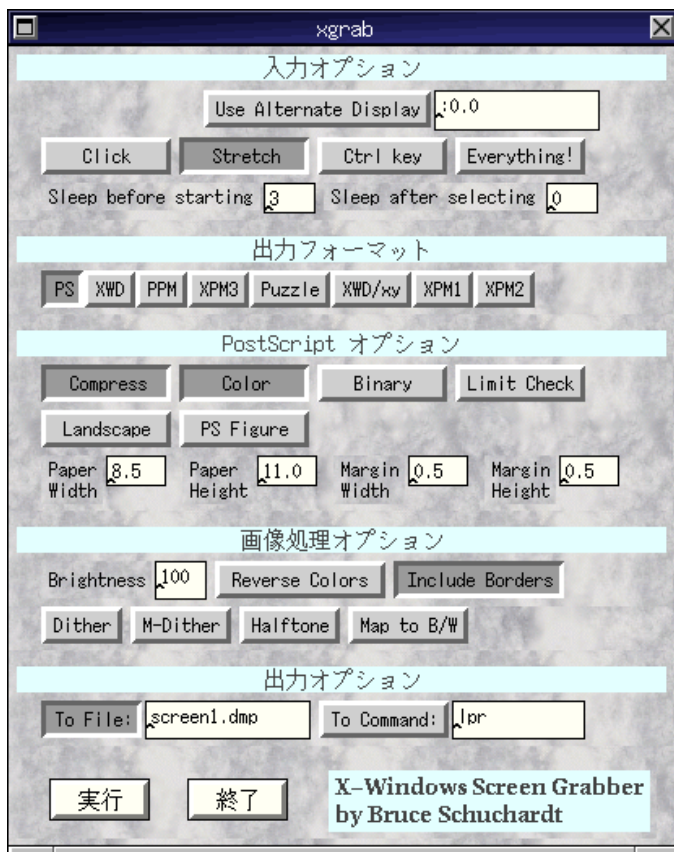 xgrab
入力オプション
Use Alternate Display :0.0
Click Stretch Ctrl key Everything!
Sleep before starting 3 Sleep after selecting 0
出力フォーマット
PS XWD PPM XPM3 Puzzle XWD/xy XPM1 XPM2
PostScript オプション
Compress Color Binary Limit Check
Landscape PS Figure
Paper Width 8.5 Paper Height 11.0 Margin Width 0.5 Margin Height 0.5
画像処理オプション
Brightness 100 Reverse Colors Include Borders
Dither M-Dither Halftone Map to B/W
出力オプション
To File: screen1.dmp To Command: lpr
実行 終了
X-Windows Screen Grabber
by Bruce Schuchardt